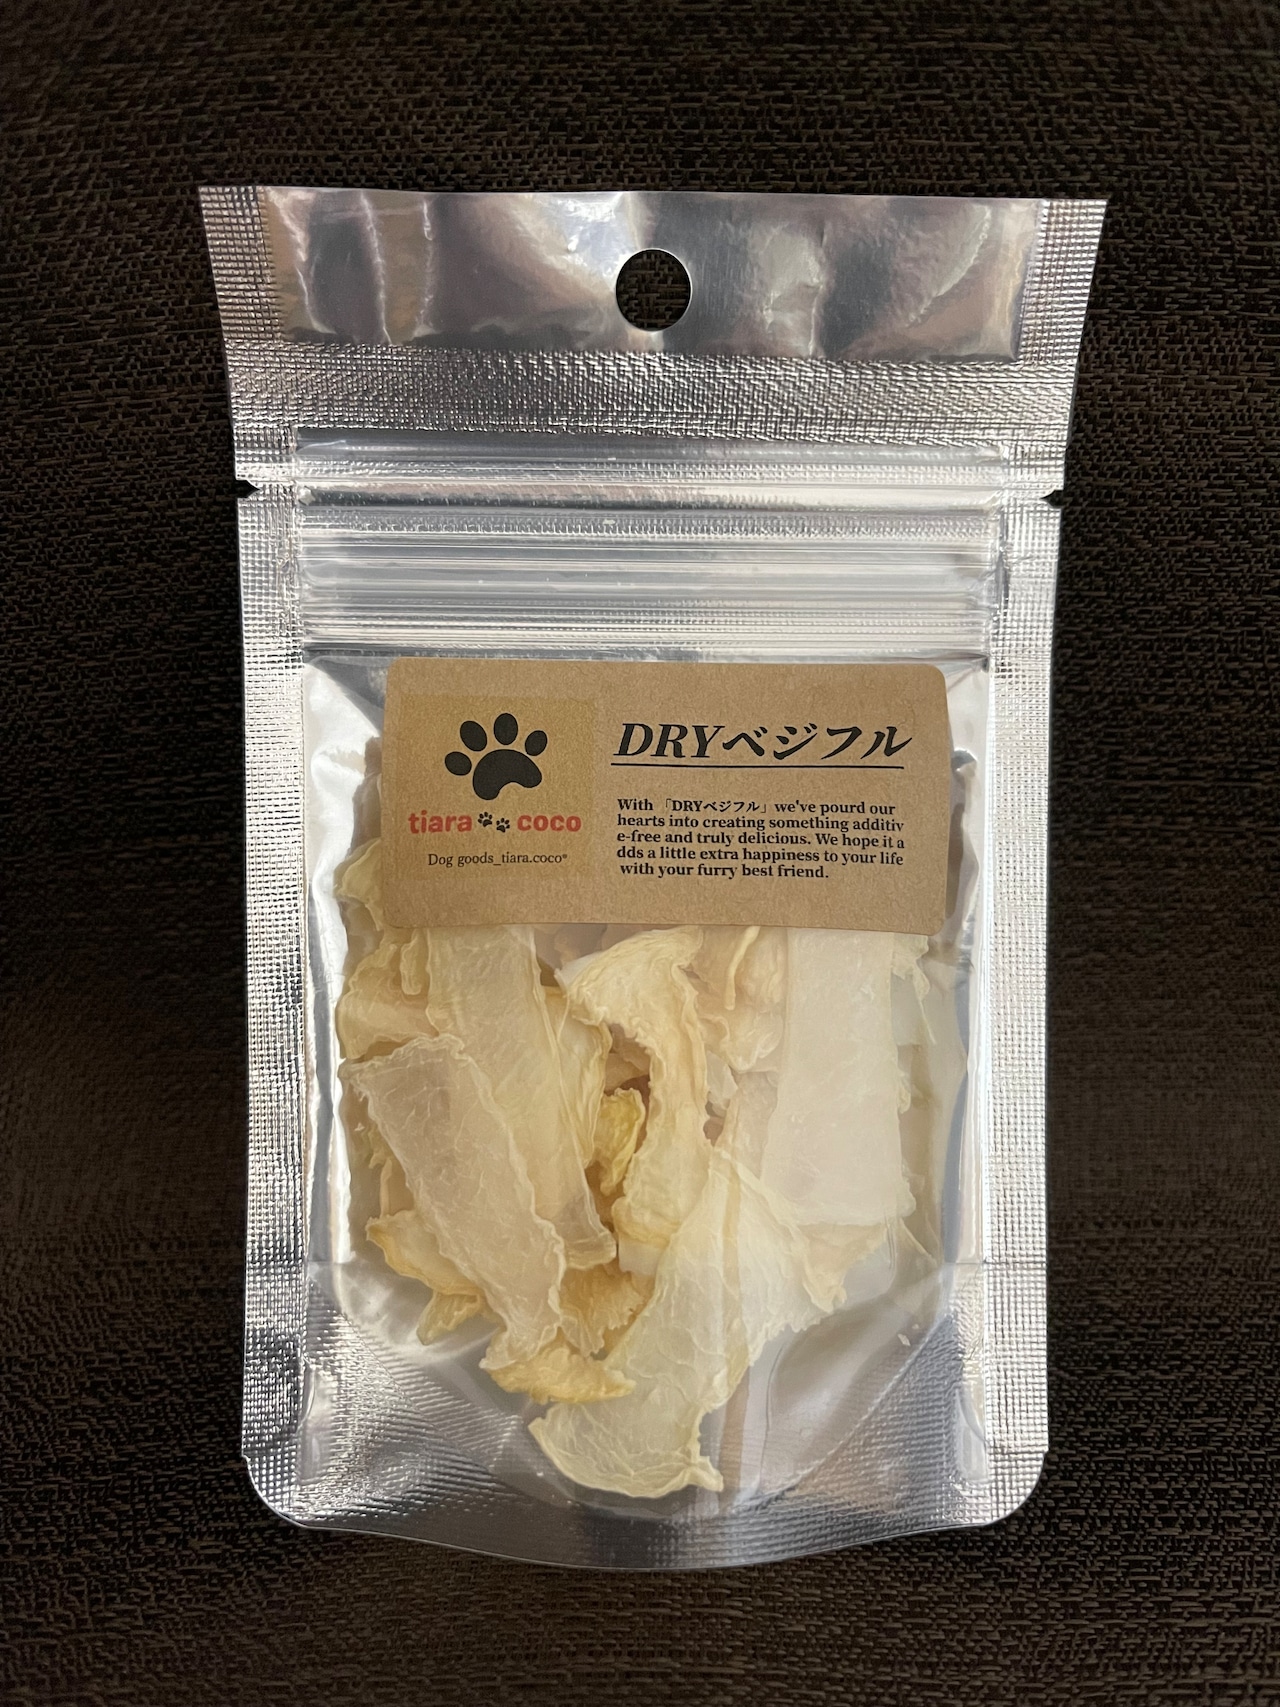 tiara coco
Dog goods_tiara.coco*
DRYベジフル
With 「DRYベジフル」 we've pourd our
hearts into creating something additiv
e-free and truly delicious. We hope it a
dds a little extra happiness to your life
with your furry best friend.